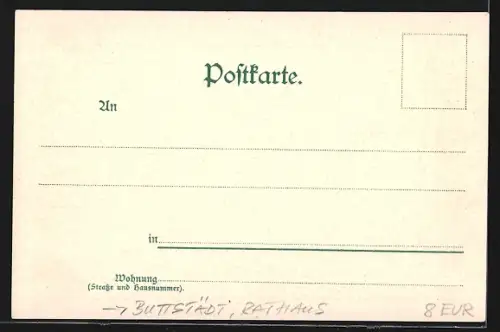 Postkarte.
An
in
Wohnung
(Straße und Hausnummer).
→ BUTTSTÄDT, RATHAUS 8 EUR